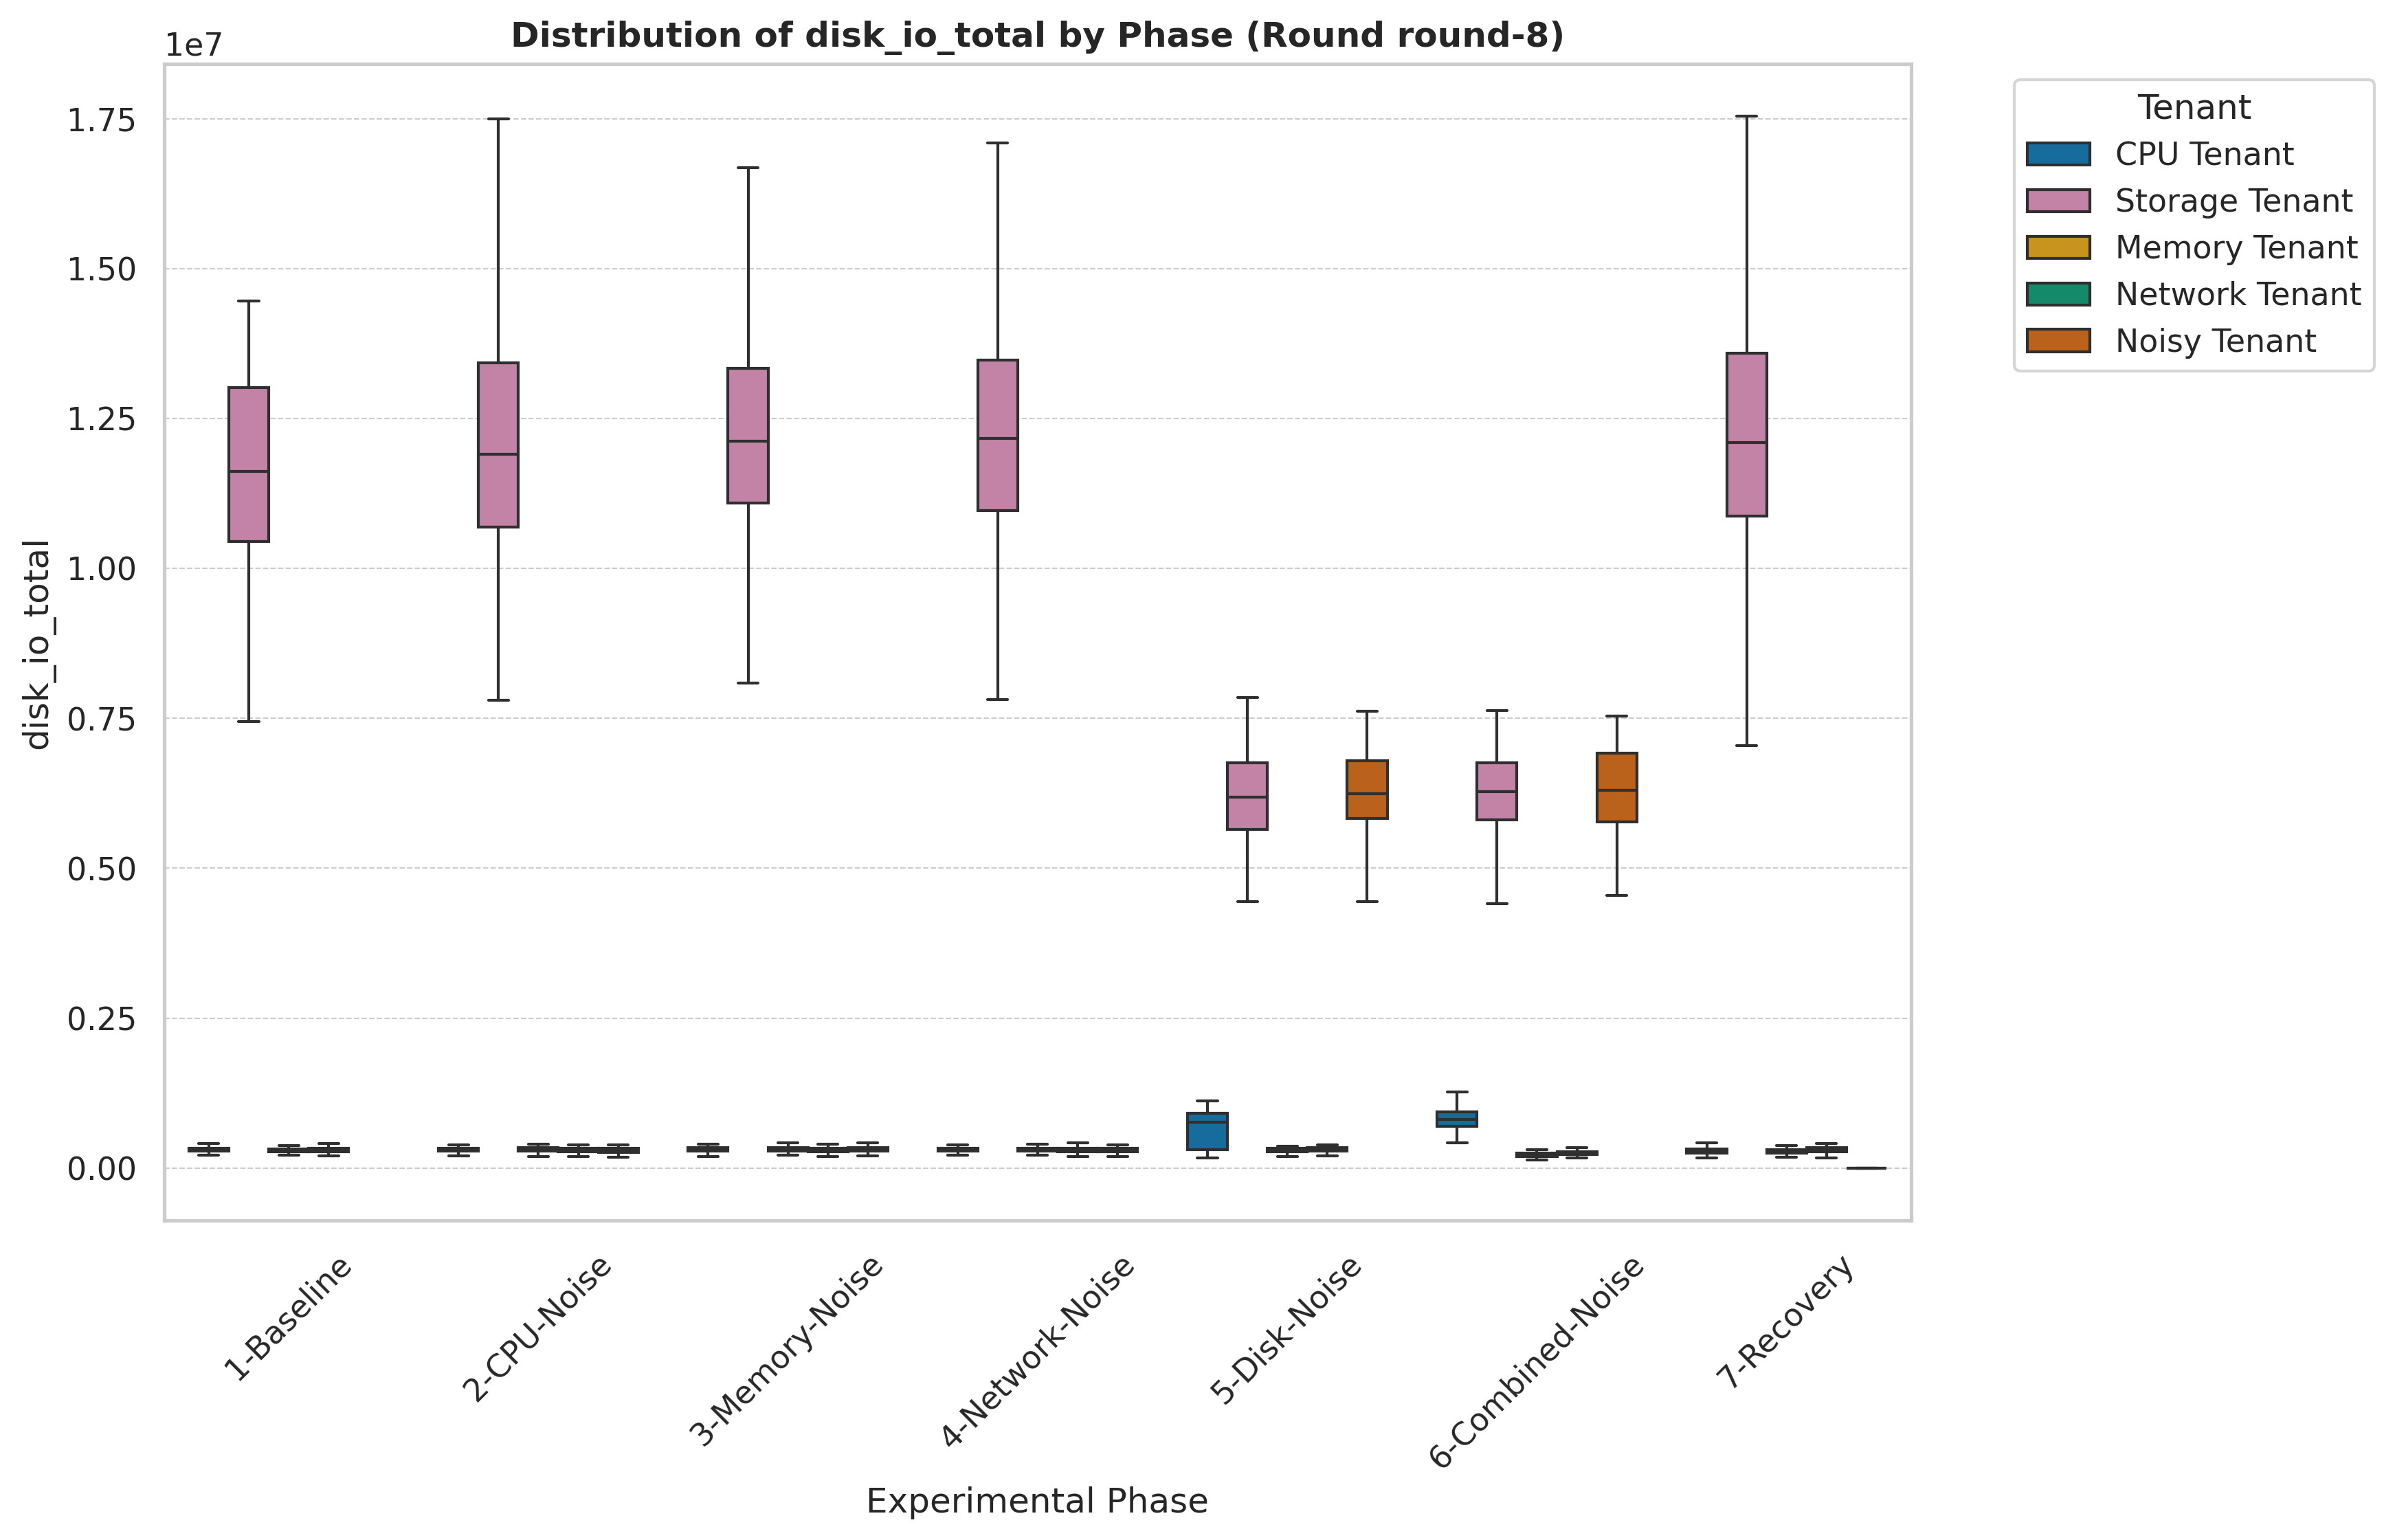 Distribution of disk_io_total by Phase (Round round-8)
1e7
1.75
1.50
1.25
1.00
0.75
0.50
0.25
0.00
disk_io_total
1-Baseline
2-CPU-Noise
3-Memory-Noise
4-Network-Noise
5-Disk-Noise
6-Combined-Noise
7-Recovery
Experimental Phase
Tenant
CPU Tenant
Storage Tenant
Memory Tenant
Network Tenant
Noisy Tenant